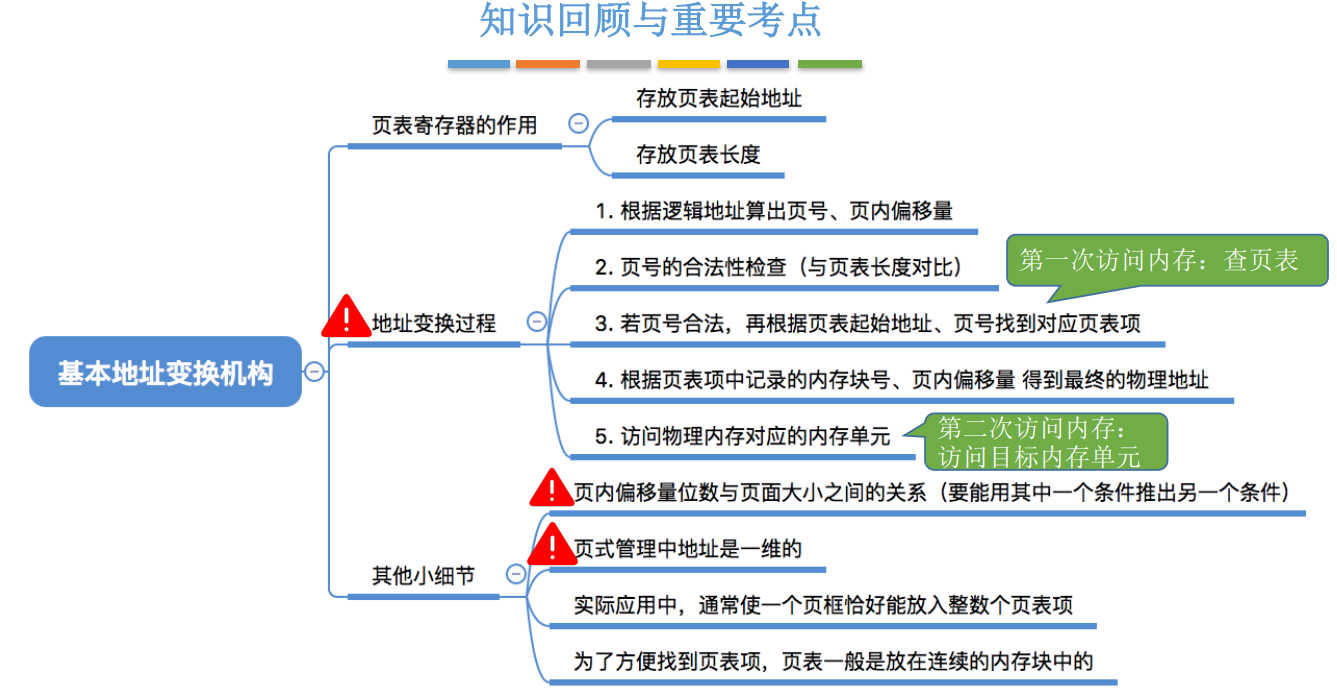 知识回顾与重要考点
存放页表起始地址
页表寄存器的作用
存放页表长度
1. 根据逻辑地址算出页号、页内偏移量
2. 页号的合法性检查（与页表长度对比）
第一次访问内存：查页表
地址变换过程
3. 若页号合法，再根据页表起始地址、页号找到对应页表项
基本地址变换机构
4. 根据页表项中记录的内存块号、页内偏移量 得到最终的物理地址
5. 访问物理内存对应的内存单元
第二次访问内存：
访问目标内存单元
页内偏移量位数与页面大小之间的关系（要能用其中一个条件推出另一个条件）
页式管理中地址是一维的
其他小细节
实际应用中，通常使一个页框恰好能放入整数个页表项
为了方便找到页表项，页表一般是放在连续的内存块中的